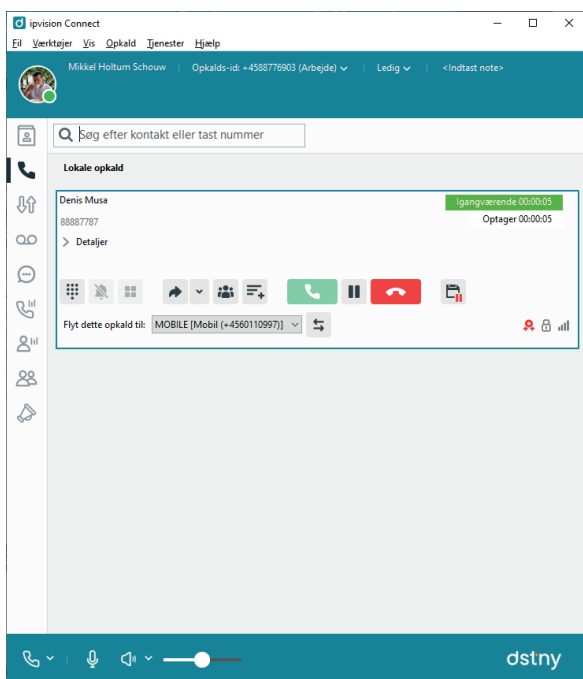 ipvision Connect
Fil Værktøjer Vis Opkald Tjenester Hjælp
Mikkel Holtum Schouw Opkalds-id: +4588776903 (Arbejde) Ledig <Indtast note>
Søg efter kontakt eller tast nummer
Lokale opkald
Denis Musa Igangværende 00:00:05
88887787 Optager 00:00:05
Detaljer
Flyt dette opkald til: MOBILE [Mobil (+4560110997)]
dstny